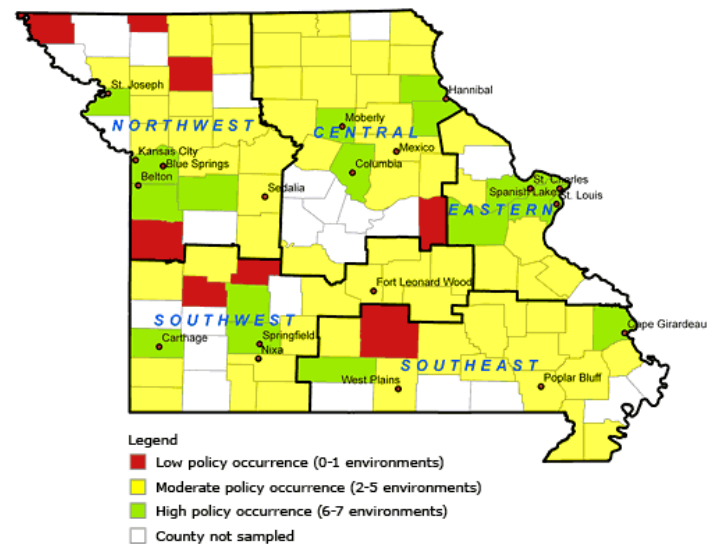 Hannibal
St. Joseph
Moberly
NORTHWEST
CENTRAL
Mexico
Kansas City
Blue Springs
Columbia
Belton
Sedalia
St. Charles
Spanish Lake
St. Louis
EASTERN
Fort Leonard Wood
SOUTHWEST
Cape Girardeau
Carthage
Springfield
Nixa
SOUTHEAST
West Plains
Poplar Bluff
Legend
Low policy occurrence (0-1 environments)
Moderate policy occurrence (2-5 environments)
High policy occurrence (6-7 environments)
County not sampled